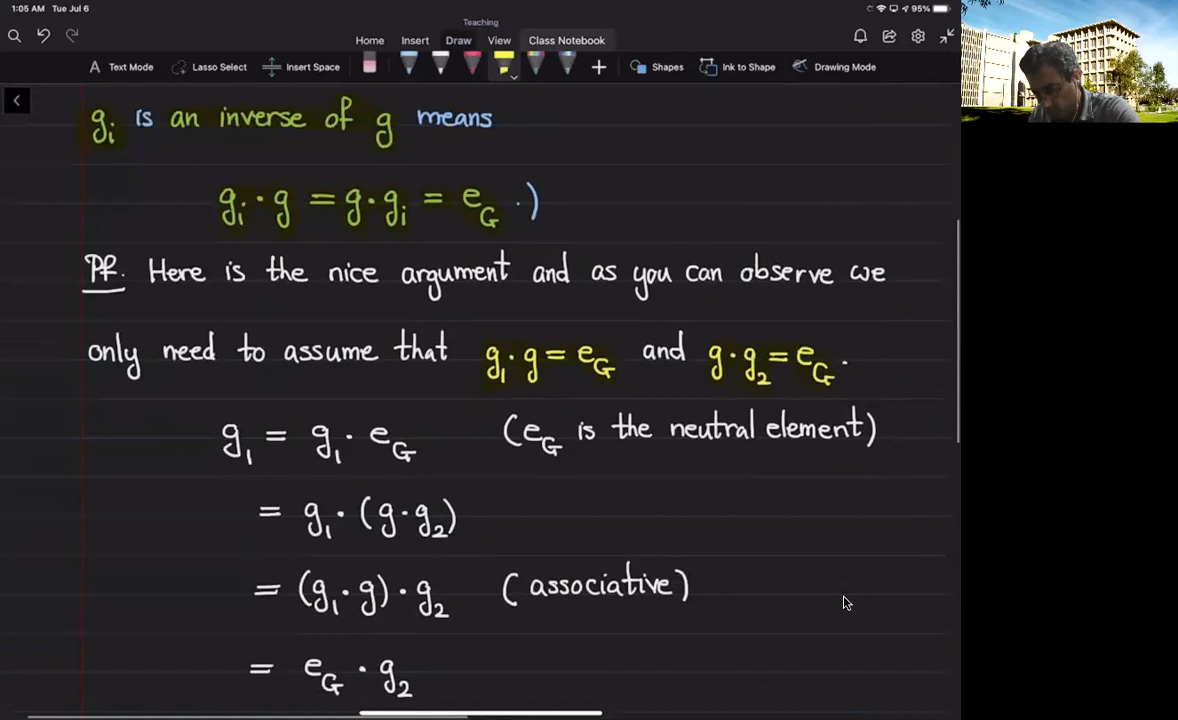 1:05 AM Tue Jul 6
95%
Teaching
Home Insert Draw View Class Notebook
Text Mode Lasso Select Insert Space Shapes Ink to Shape Drawing Mode
gᵢ is an inverse of g means
gᵢ · g = g · gᵢ = e_G .)
Pf. Here is the nice argument and as you can observe we
only need to assume that g₁ · g = e_G and g · g₂ = e_G .
g₁ = g₁ · e_G (e_G is the neutral element)
= g₁ · (g · g₂)
= (g₁ · g) · g₂ (associative)
= e_G · g₂